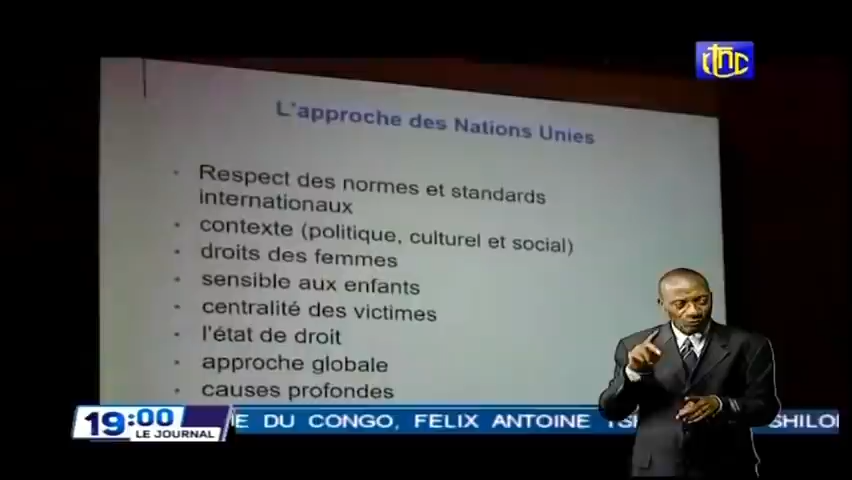 rtnc
L'approche des Nations Unies
• Respect des normes et standards
internationaux
• contexte (politique, culturel et social)
• droits des femmes
• sensible aux enfants
• centralité des victimes
• l'état de droit
• approche globale
• causes profondes
19:00
LE JOURNAL
DU CONGO, FELIX ANTOINE